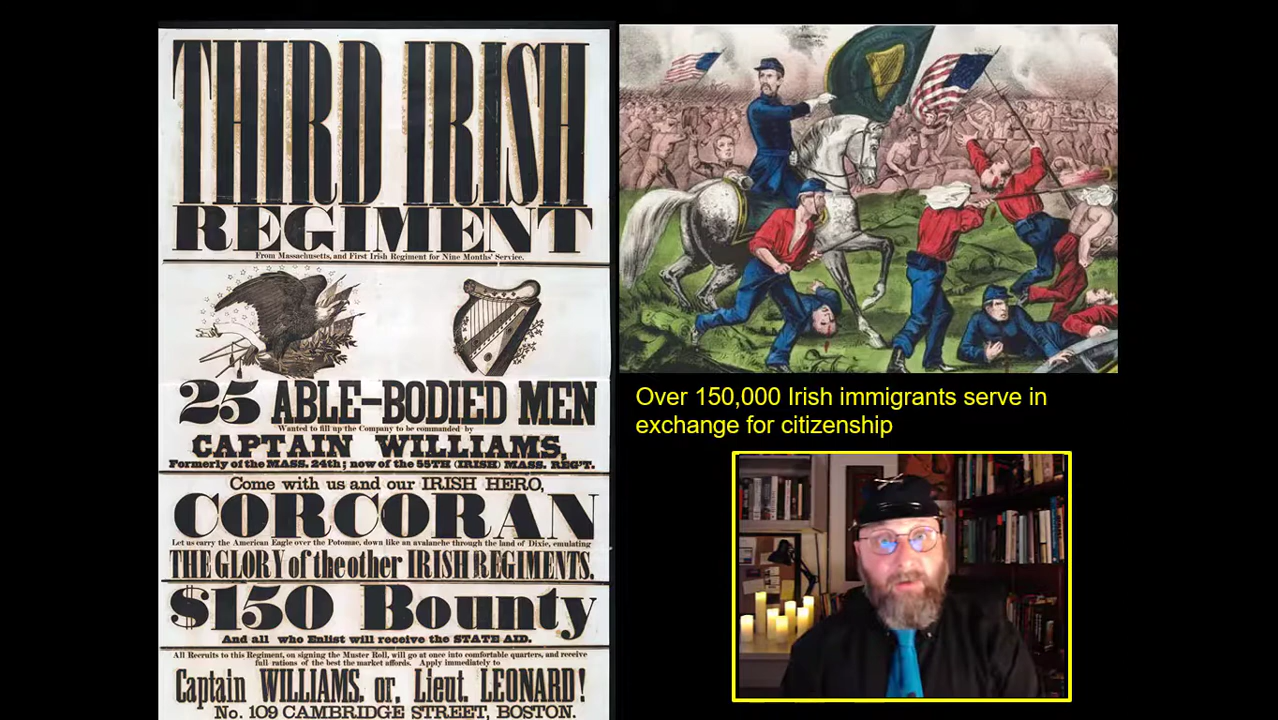 THIRD IRISH
REGIMENT
From Massachusetts, and First Irish Regiment for Nine Months' Service.
25 ABLE-BODIED MEN
Wanted to fill up the Company to be commanded by
CAPTAIN WILLIAMS,
Formerly of the MASS. 24th; now of the 55TH (IRISH) MASS. REG'T.
Come with us and our IRISH HERO,
CORCORAN
Let us carry the American Eagle over the Potomac, down like an avalanche through the land of Dixie, emulating
THE GLORY of the other IRISH REGIMENTS.
$150 Bounty
And all who Enlist will receive the STATE AID.
All Recruits to this Regiment, on signing the Muster Roll, will go at once into comfortable quarters, and receive
full rations of the best the market affords. Apply immediately to
Captain WILLIAMS, or, Lieut. LEONARD!
No. 109 CAMBRIDGE STREET, BOSTON.
Over 150,000 Irish immigrants serve in
exchange for citizenship